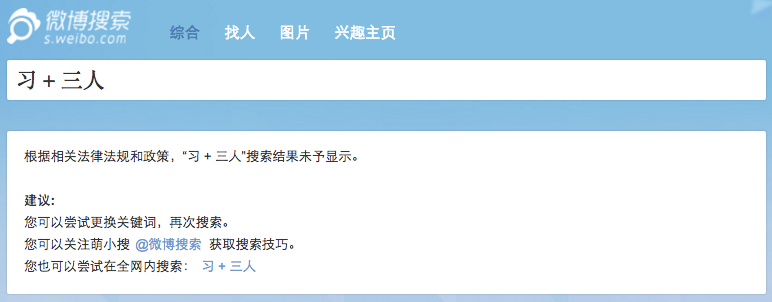 微博搜索
s.weibo.com
综合 找人 图片 兴趣主页
习 + 三人
根据相关法律法规和政策，“习 + 三人”搜索结果未予显示。
建议:
您可以尝试更换关键词，再次搜索。
您可以关注萌小搜 @微博搜索 获取搜索技巧。
您也可以尝试在全网内搜索： 习 + 三人